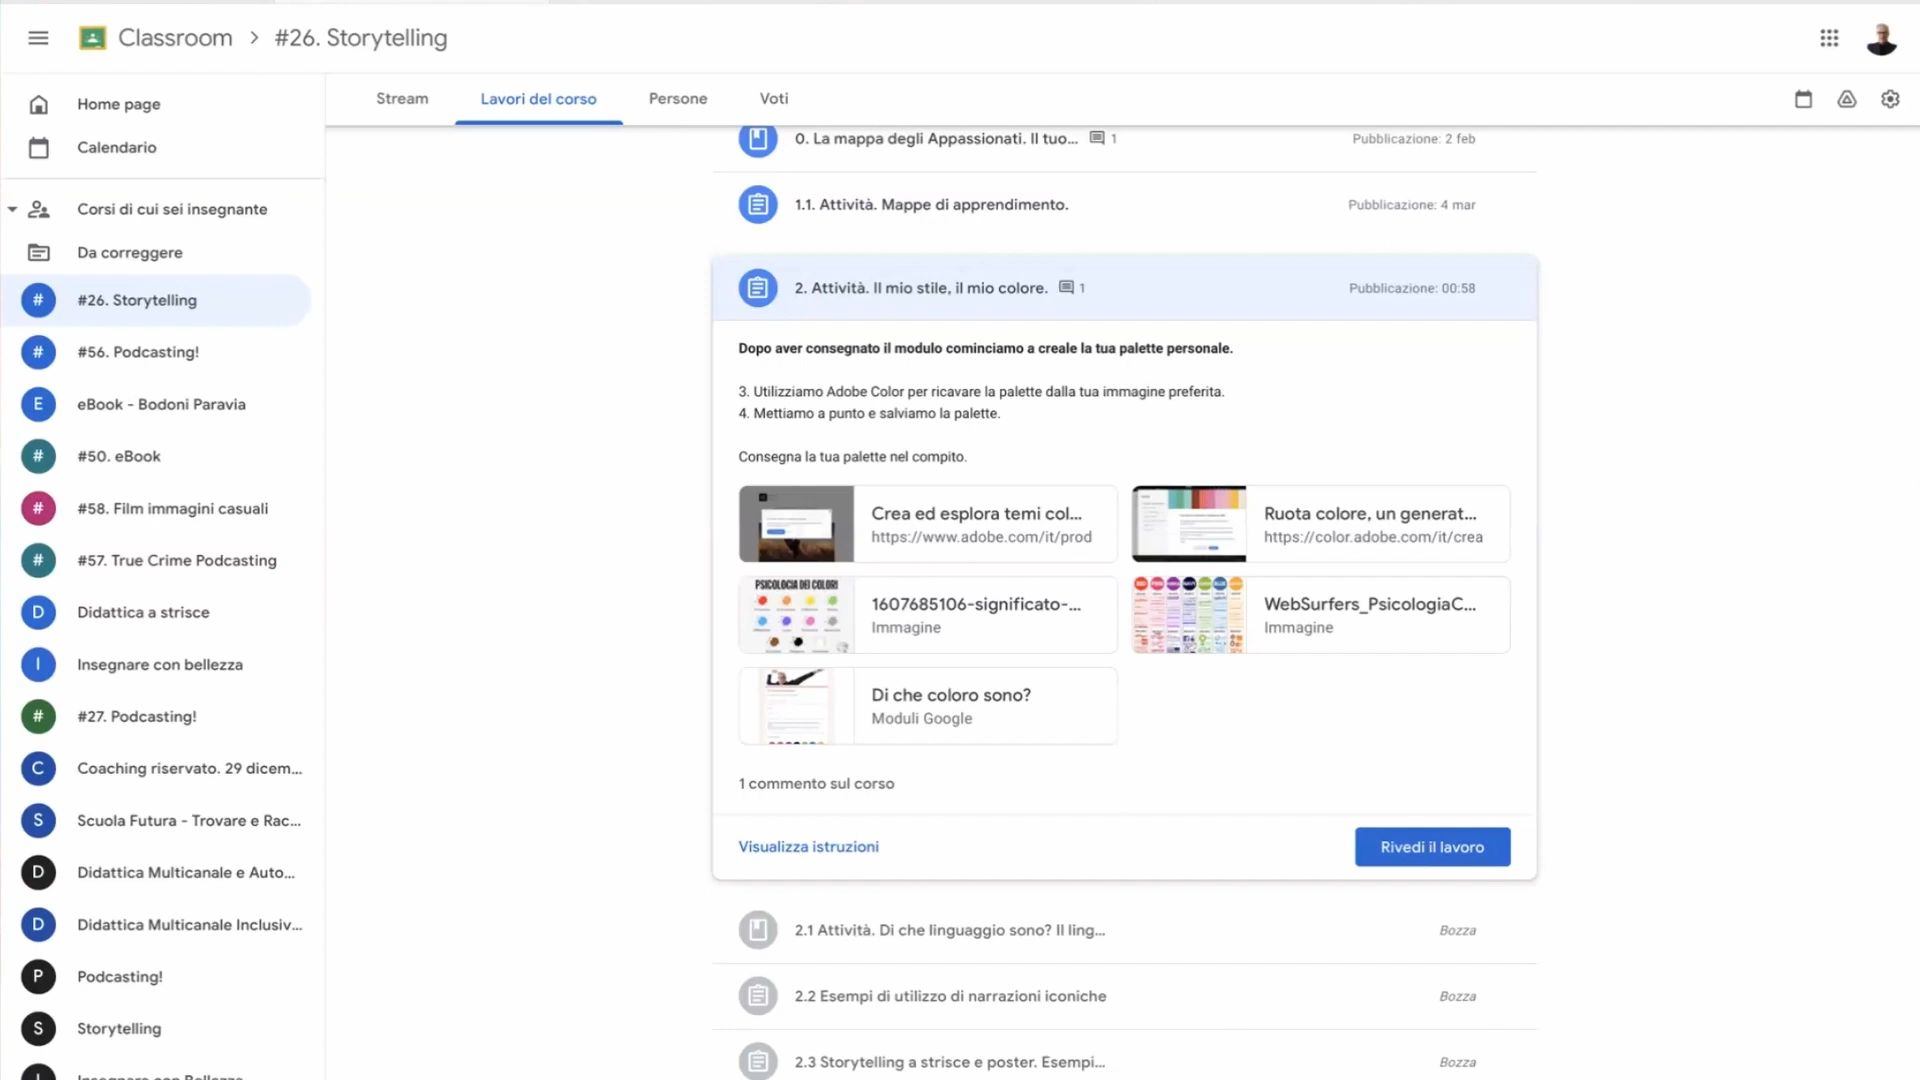 Classroom > #26. Storytelling
Home page
Calendario
Corsi di cui sei insegnante
Da correggere
# #26. Storytelling
# #56. Podcasting!
E eBook - Bodoni Paravia
# #50. eBook
# #58. Film immagini casuali
# #57. True Crime Podcasting
D Didattica a strisce
I Insegnare con bellezza
# #27. Podcasting!
C Coaching riservato. 29 dicem...
S Scuola Futura - Trovare e Rac...
D Didattica Multicanale e Auto...
D Didattica Multicanale Inclusiv...
P Podcasting!
S Storytelling
I Insegnare con Bellezza
Stream Lavori del corso Persone Voti
0. La mappa degli Appassionati. Il tuo... 1 Pubblicazione: 2 feb
1.1. Attività. Mappe di apprendimento. Pubblicazione: 4 mar
2. Attività. Il mio stile, il mio colore. 1 Pubblicazione: 00:58
Dopo aver consegnato il modulo cominciamo a creale la tua palette personale.
3. Utilizziamo Adobe Color per ricavare la palette dalla tua immagine preferita.
4. Mettiamo a punto e salviamo la palette.
Consegna la tua palette nel compito.
Crea ed esplora temi col...
https://www.adobe.com/it/prod
Ruota colore, un generat...
https://color.adobe.com/it/crea
PSICOLOGIA DEI COLORI
1607685106-significato-...
Immagine
WebSurfers_PsicologiaC...
Immagine
Di che coloro sono?
Moduli Google
1 commento sul corso
Visualizza istruzioni Rivedi il lavoro
2.1 Attività. Di che linguaggio sono? Il ling... Bozza
2.2 Esempi di utilizzo di narrazioni iconiche Bozza
2.3 Storytelling a strisce e poster. Esempi... Bozza